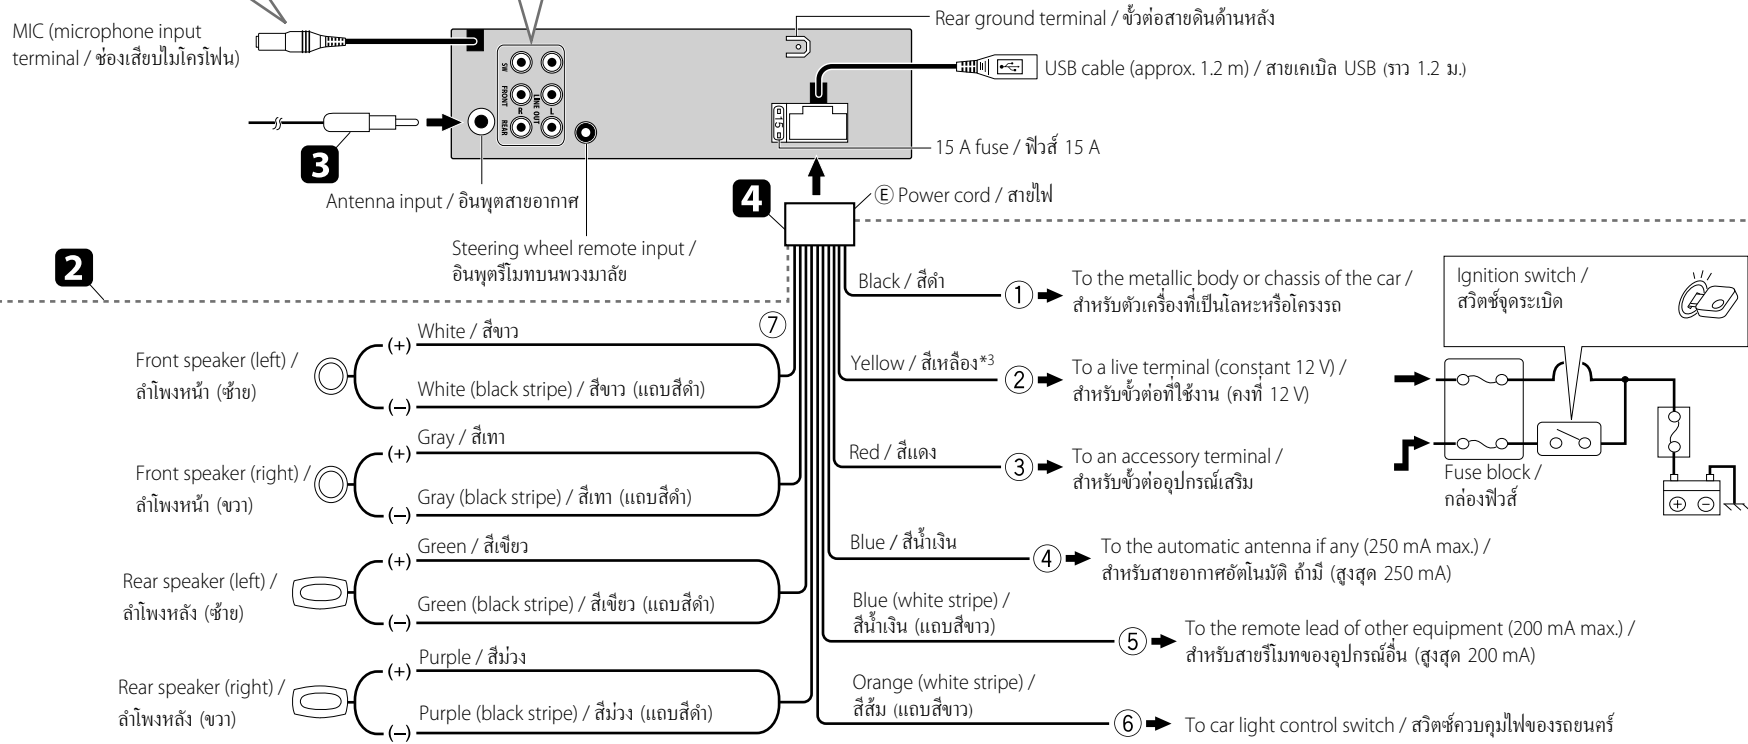 MIC (microphone input
terminal / ช่องเสียบไมโครโฟน)
Rear ground terminal / ขั้วต่อสายดินด้านหลัง
USB cable (approx. 1.2 m) / สายเคเบิล USB (ราว 1.2 ม.)
SW
FRONT
REAR
LINE OUT
R
L
15
15 A fuse / ฟิวส์ 15 A
3
Antenna input / อินพุตสายอากาศ
Steering wheel remote input /
อินพุตรีโมทบนพวงมาลัย
4
Ⓔ Power cord / สายไฟ
2
⑦
Front speaker (left) /
ลำโพงหน้า (ซ้าย)
(+)
White / สีขาว
White (black stripe) / สีขาว (แถบสีดำ)
(–)
Front speaker (right) /
ลำโพงหน้า (ขวา)
(+)
Gray / สีเทา
Gray (black stripe) / สีเทา (แถบสีดำ)
(–)
Rear speaker (left) /
ลำโพงหลัง (ซ้าย)
(+)
Green / สีเขียว
Green (black stripe) / สีเขียว (แถบสีดำ)
(–)
Rear speaker (right) /
ลำโพงหลัง (ขวา)
(+)
Purple / สีม่วง
Purple (black stripe) / สีม่วง (แถบสีดำ)
(–)
Black / สีดำ
① To the metallic body or chassis of the car /
สำหรับตัวเครื่องที่เป็นโลหะหรือโครงรถ
Yellow / สีเหลือง*3
② To a live terminal (constant 12 V) /
สำหรับขั้วต่อที่ใช้งาน (คงที่ 12 V)
Red / สีแดง
③ To an accessory terminal /
สำหรับขั้วต่ออุปกรณ์เสริม
Blue / สีน้ำเงิน
④ To the automatic antenna if any (250 mA max.) /
สำหรับสายอากาศอัตโนมัติ ถ้ามี (สูงสุด 250 mA)
Blue (white stripe) /
สีน้ำเงิน (แถบสีขาว)
⑤ To the remote lead of other equipment (200 mA max.) /
สำหรับสายรีโมทของอุปกรณ์อื่น (สูงสุด 200 mA)
Orange (white stripe) /
สีส้ม (แถบสีขาว)
⑥ To car light control switch / สวิตซ์ควบคุมไฟของรถยนตร์
Ignition switch /
สวิตช์จุดระเบิด
Fuse block /
กล่องฟิวส์
⊕ ⊖